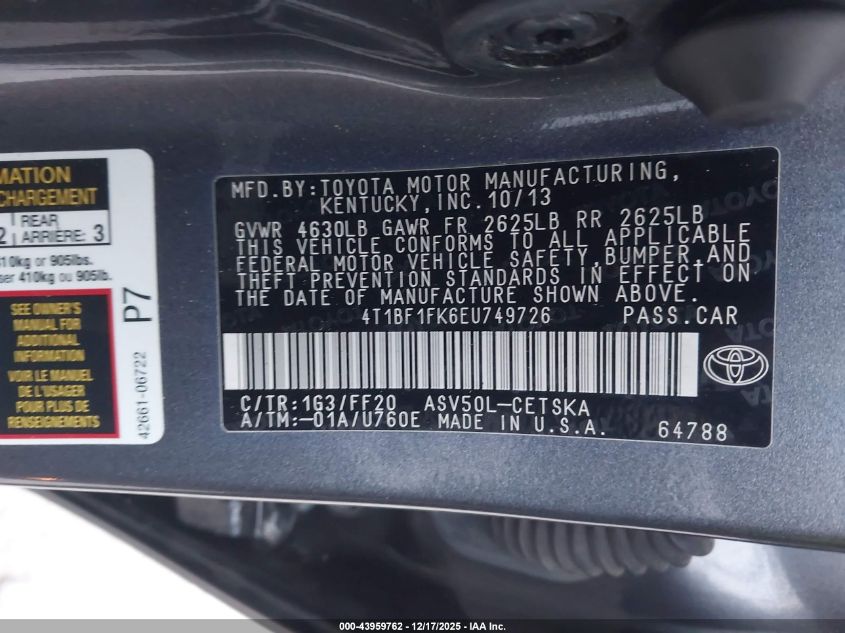 MATION
CHARGEMENT
2 REAR
ARRIÈRE: 3
410kg ou 905lb.
SEE OWNER'S
MANUAL FOR
ADDITIONAL
INFORMATION
VOIR LE MANUEL
DE L'USAGER
POUR PLUS DE
RENSEIGNEMENTS
P7
42661-06722
MFD.BY:TOYOTA MOTOR MANUFACTURING,
KENTUCKY,INC.10/13
GVWR 4630LB GAWR FR 2625LB RR 2625LB
THIS VEHICLE CONFORMS TO ALL APPLICABLE
FEDERAL MOTOR VEHICLE SAFETY,BUMPER,AND
THEFT PREVENTION STANDARDS IN EFFECT ON
THE DATE OF MANUFACTURE SHOWN ABOVE.
4T1BF1FK6EU749726 PASS.CAR
C/TR:1G3/FF20 ASV50L-CETSKA
A/TM:-01A/U760E MADE IN U.S.A. 64788
TOYOTA
000-43959762 - 12/17/2025 - IAA Inc.